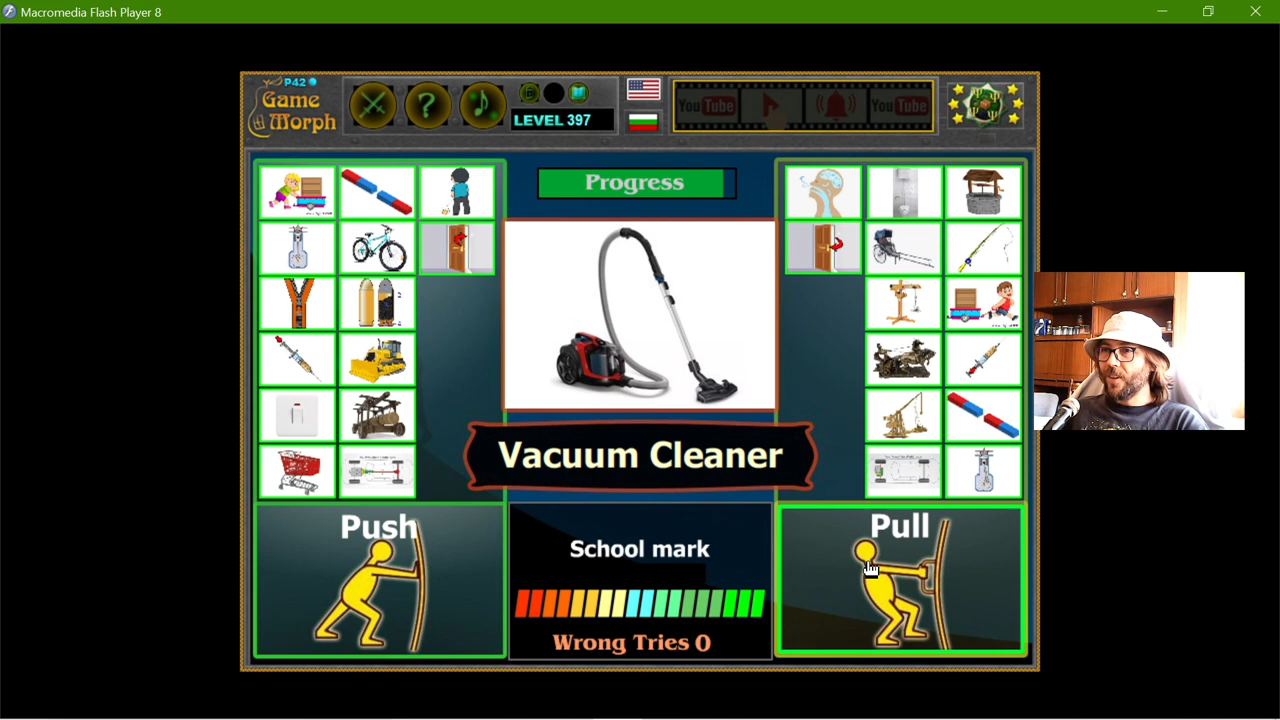 Macromedia Flash Player 8
P42
Game
Morph
LEVEL 397
YouTube
YouTube
Progress
Vacuum Cleaner
Push
School mark
Wrong Tries 0
Pull